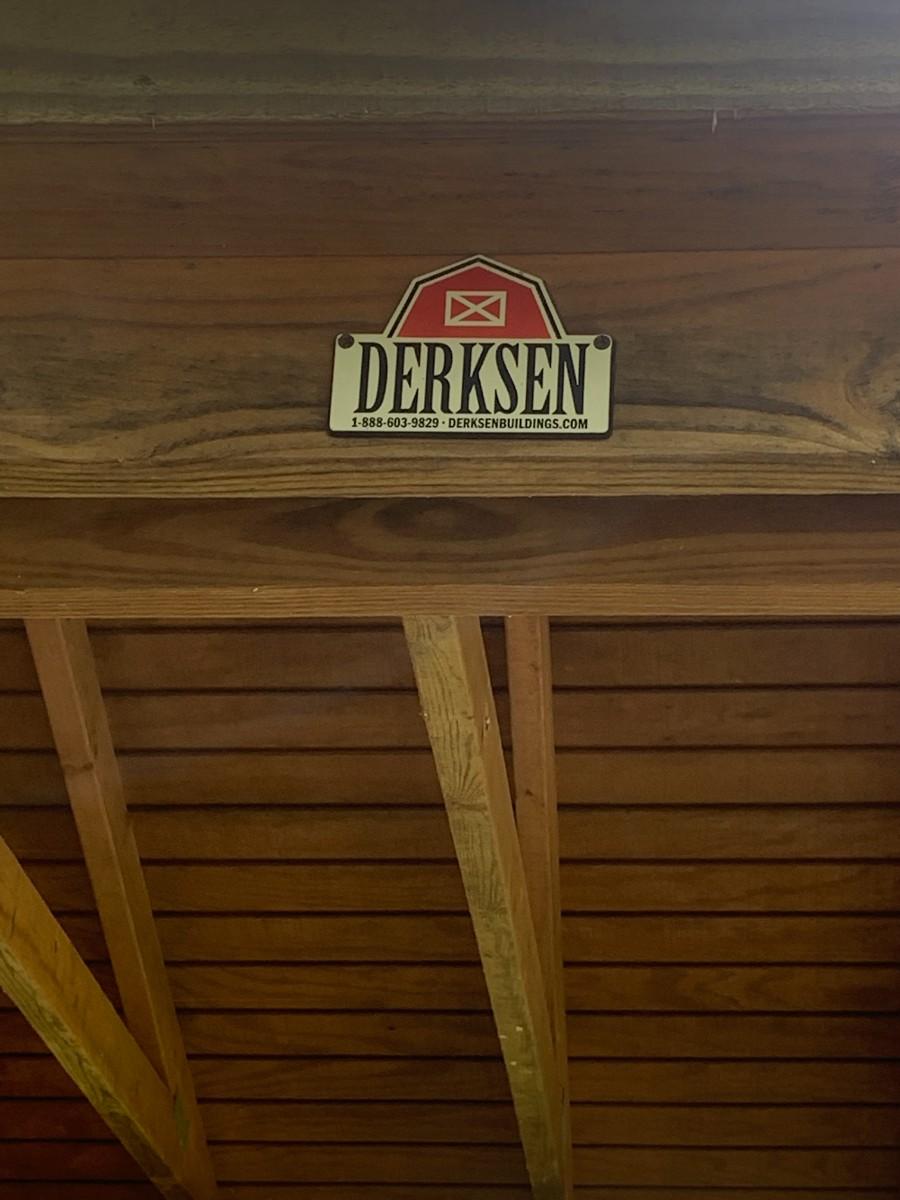 DERKSEN
1-888-603-9829 · DERKSENBUILDINGS.COM